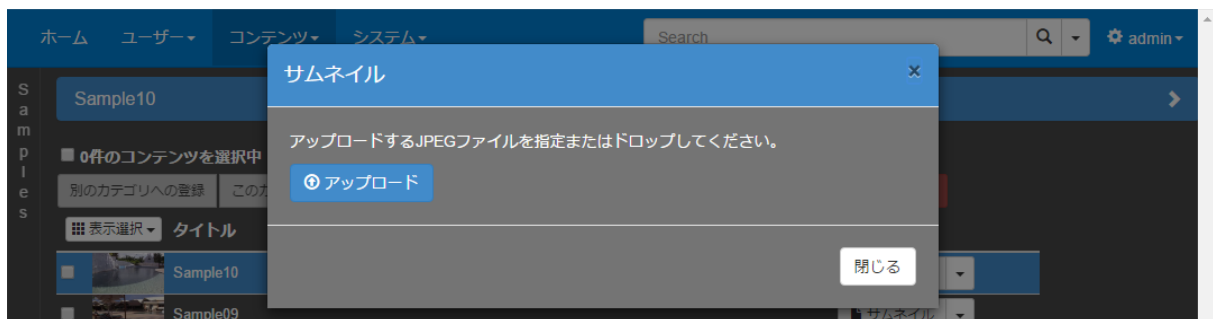 ホーム ユーザー コンテンツ システム Search admin
サムネイル ×
Samples
Sample10
アップロードするJPEGファイルを指定またはドロップしてください。
0件のコンテンツを選択中
アップロード
別のカテゴリへの登録 このカ
表示選択 タイトル
閉じる
Sample10
Sample09 サムネイル